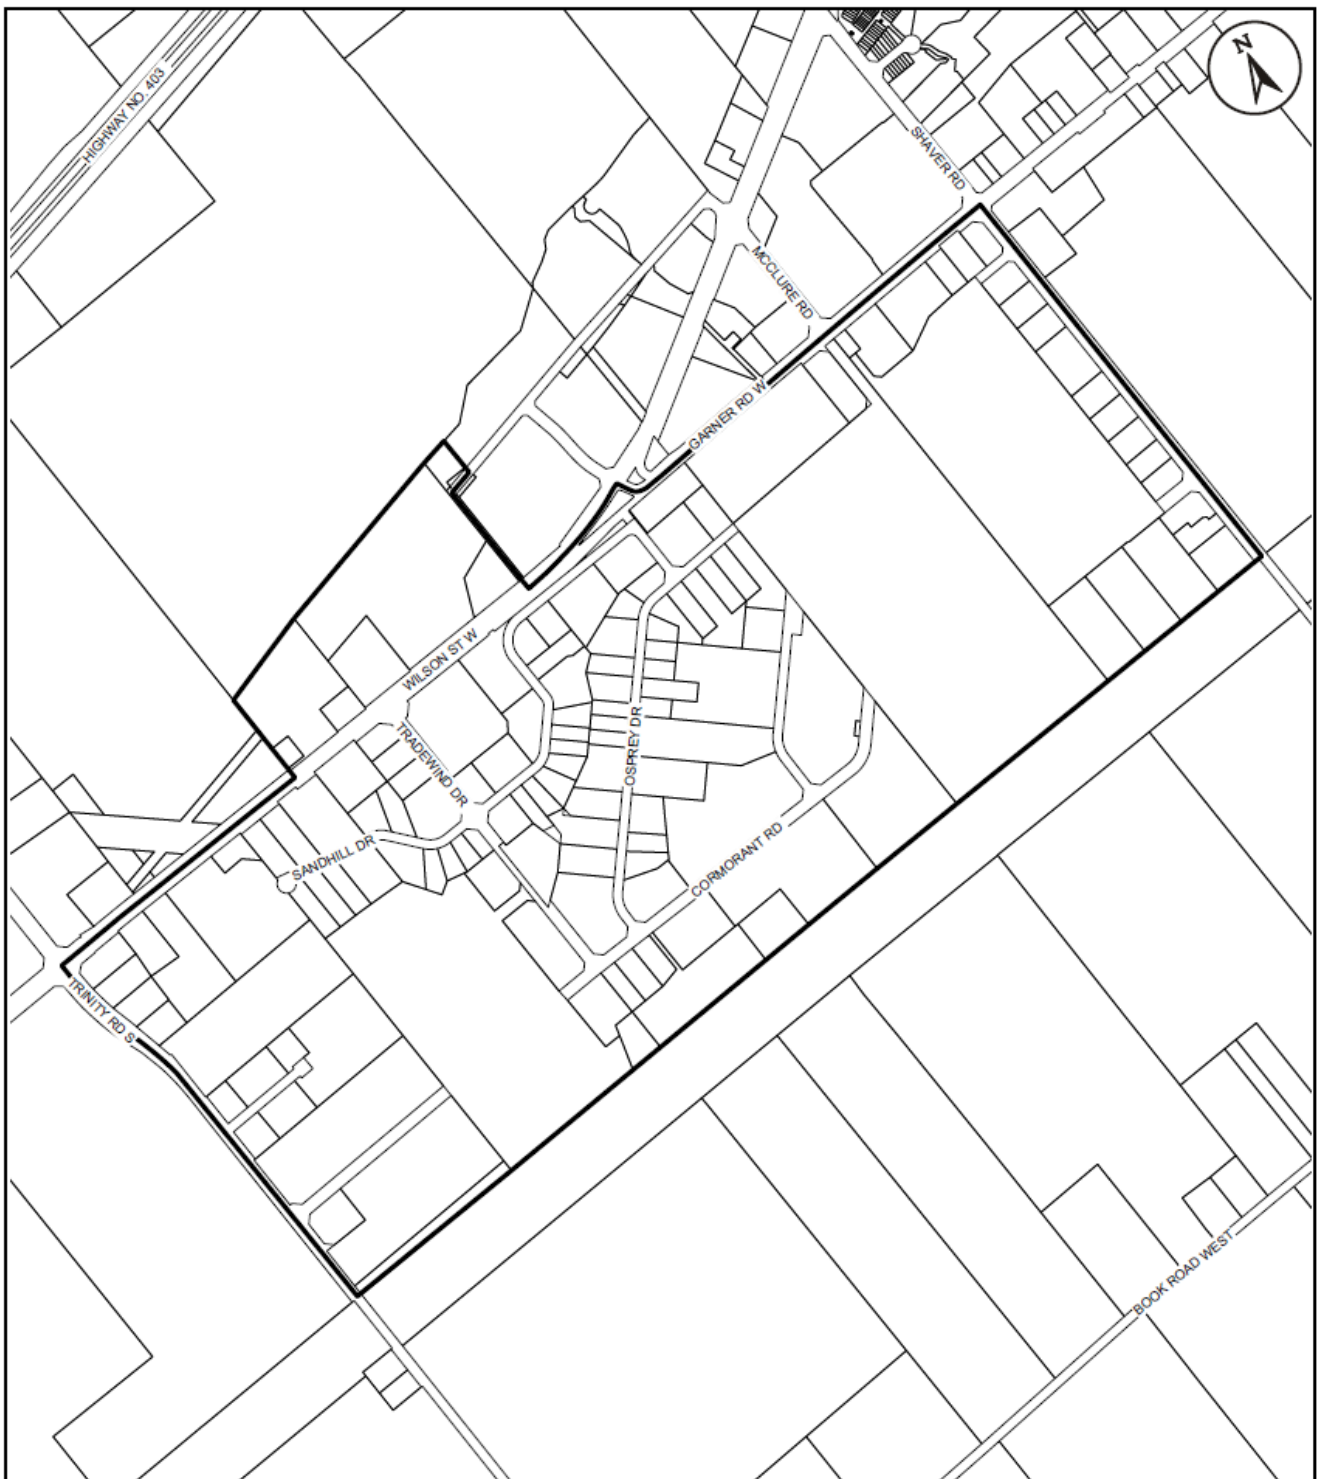 N
HIGHWAY NO. 403
SHAVER RD
MCCLURE RD
GARNER RD W
WILSON ST W
TRADEWIND DR
OSPREY DR
SANDHILL DR
CORMORANT RD
TRINITY RD S
BOOK ROAD WEST